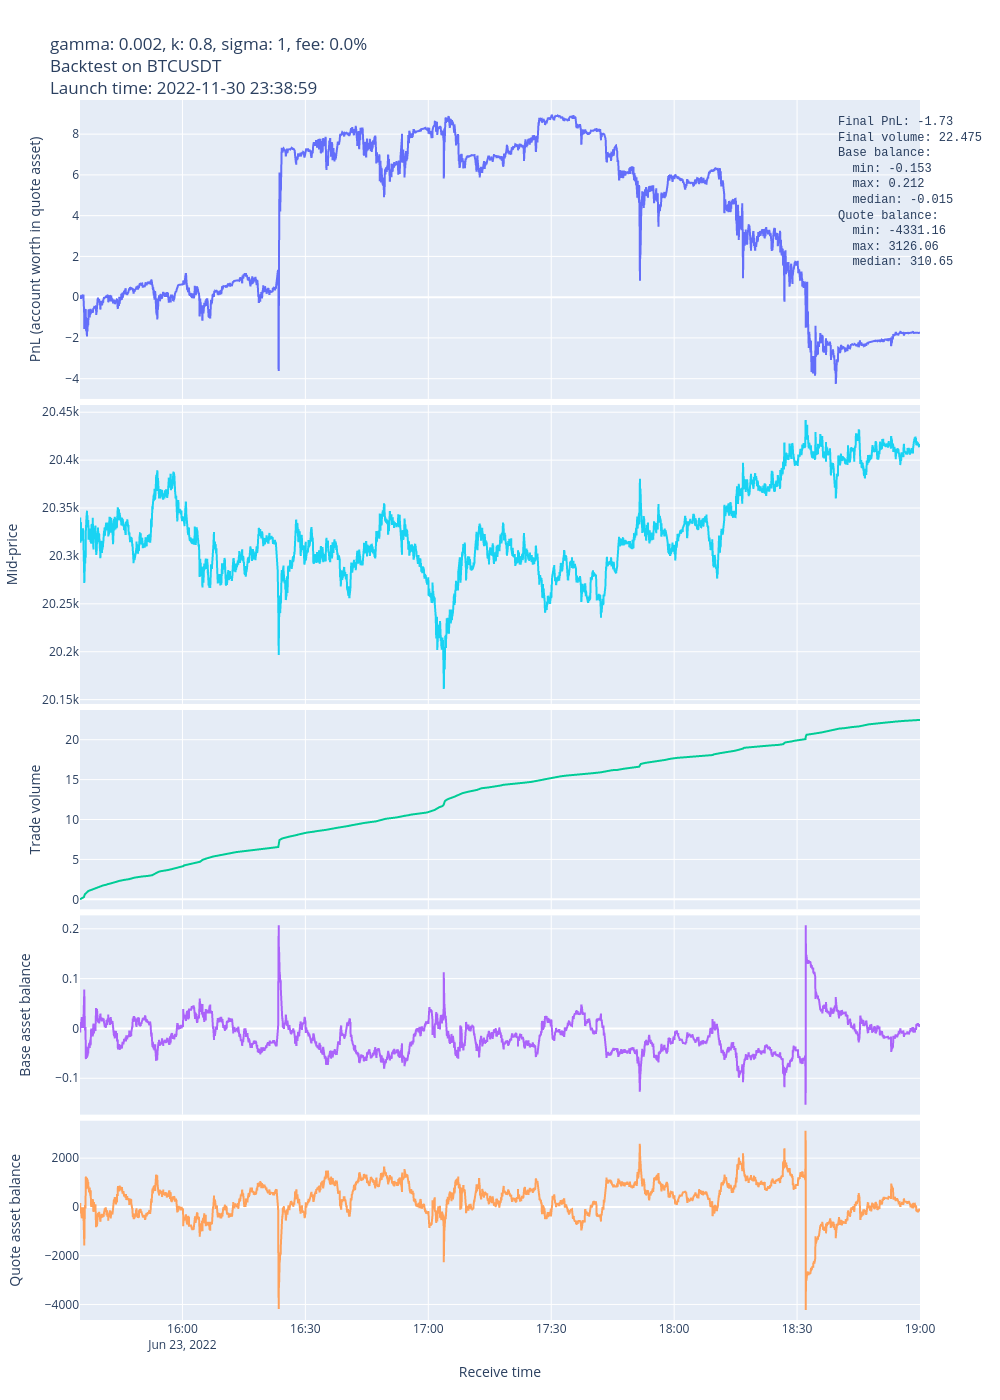 gamma: 0.002, k: 0.8, sigma: 1, fee: 0.0%
Backtest on BTCUSDT
Launch time: 2022-11-30 23:38:59
PnL (account worth in quote asset)
8
6
4
2
0
−2
−4
Final PnL: -1.73
Final volume: 22.475
Base balance:
min: -0.153
max: 0.212
median: -0.015
Quote balance:
min: -4331.16
max: 3126.06
median: 310.65
Mid-price
20.45k
20.4k
20.35k
20.3k
20.25k
20.2k
20.15k
Trade volume
20
15
10
5
0
Base asset balance
0.2
0.1
0
−0.1
Quote asset balance
2000
0
−2000
−4000
16:00 16:30 17:00 17:30 18:00 18:30 19:00
Jun 23, 2022
Receive time